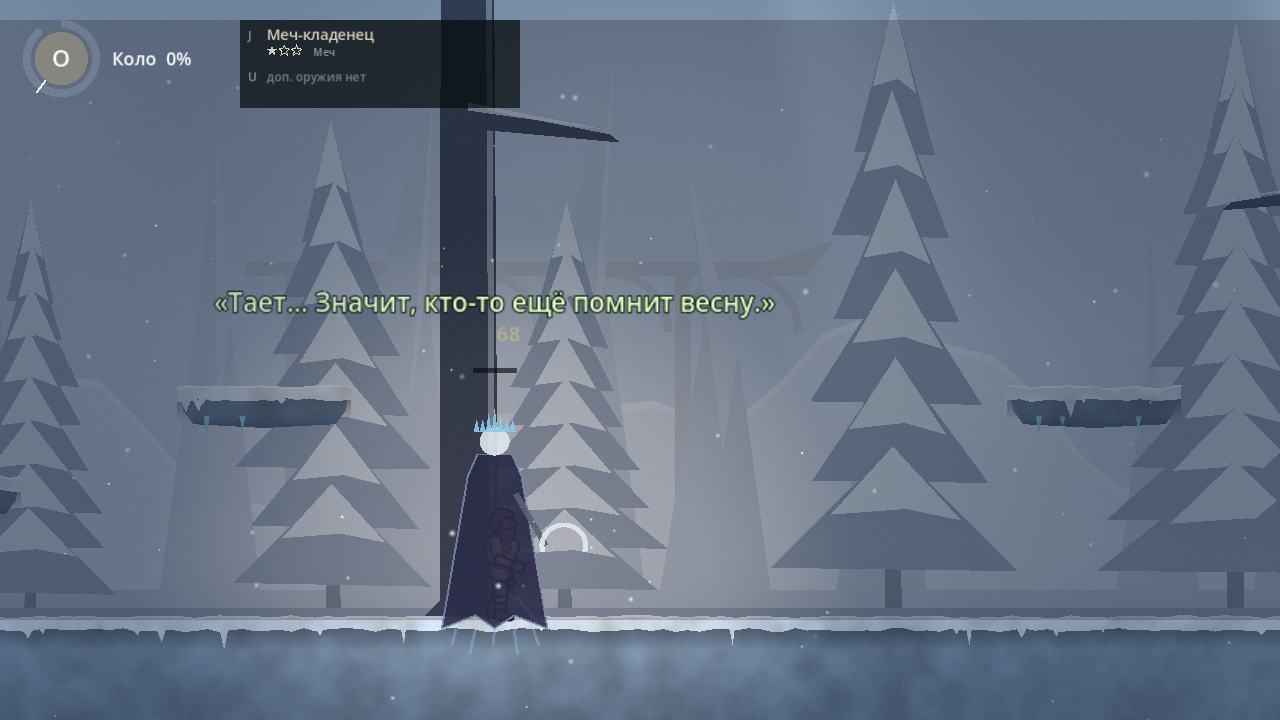 О
Коло 0%
J Меч-кладенец
★☆☆ Меч
U доп. оружия нет
«Тает... Значит, кто-то ещё помнит весну.»
68